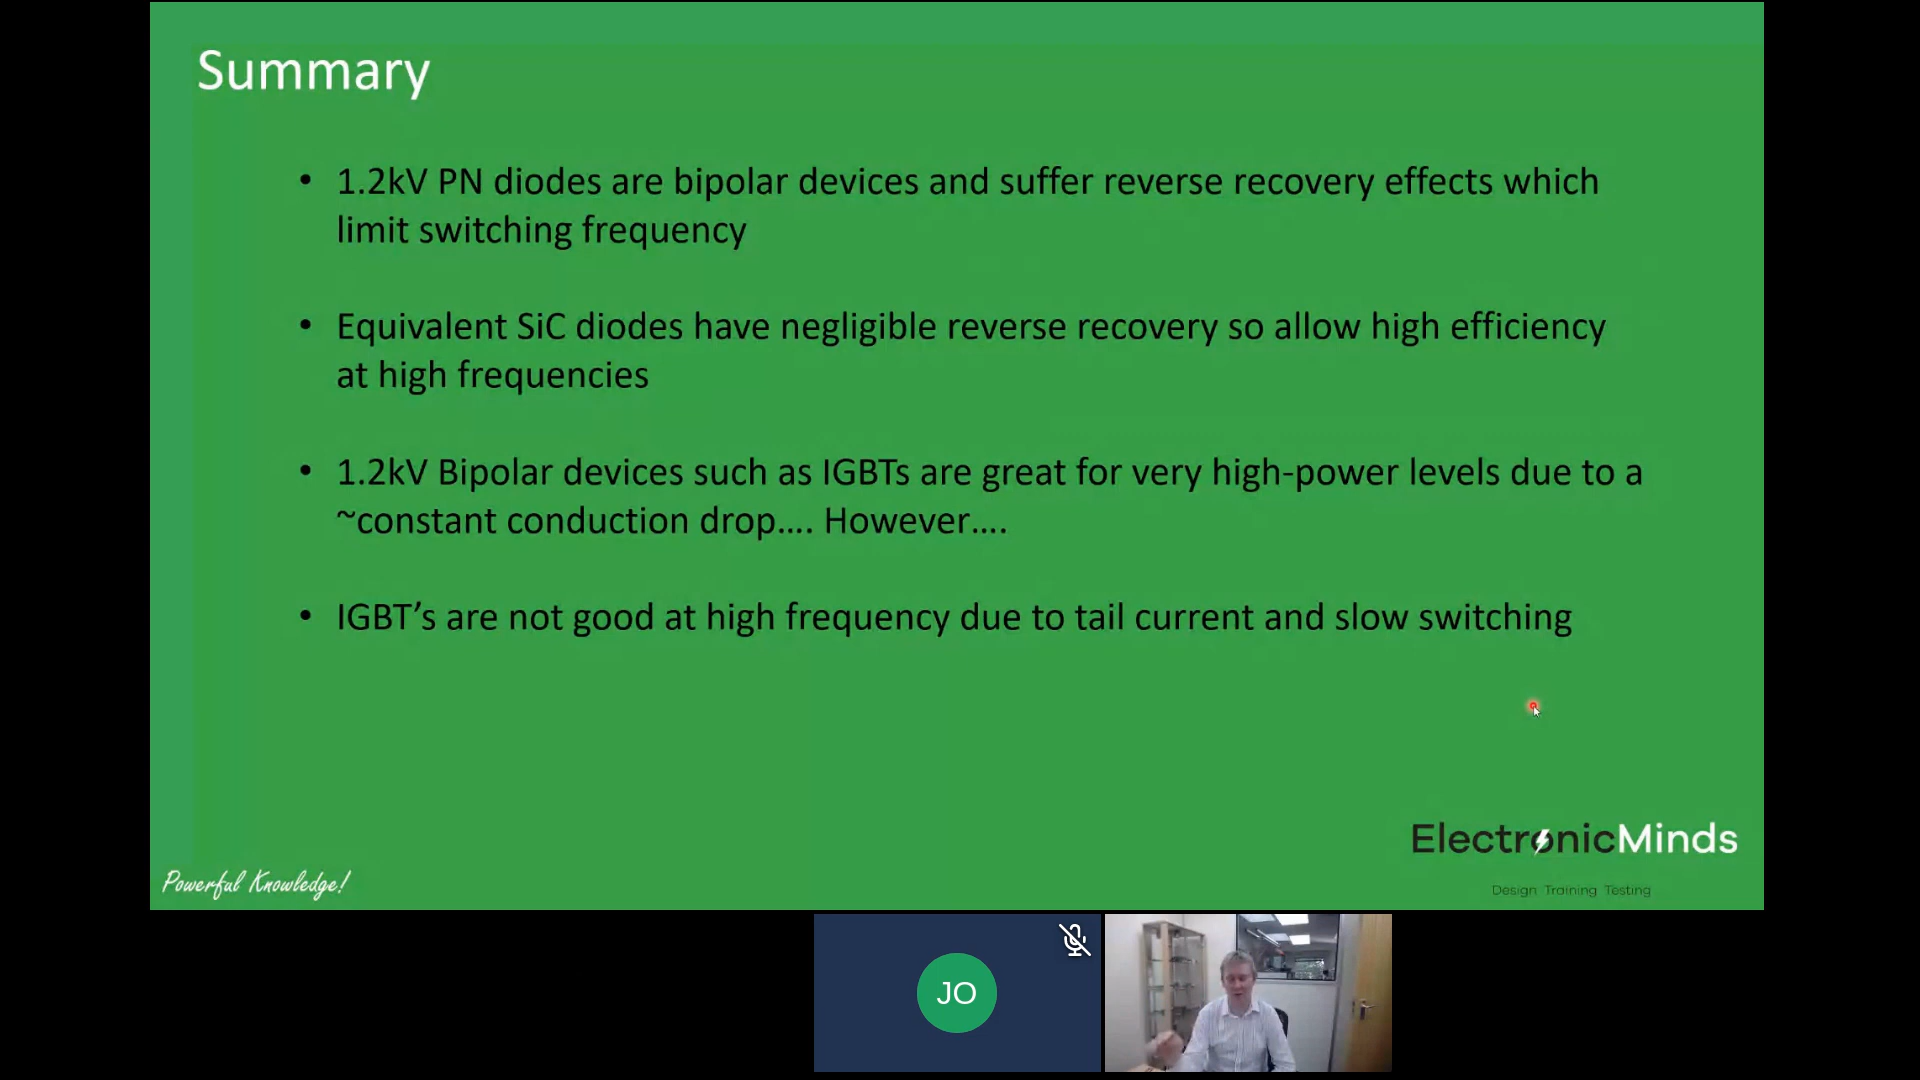 Summary
• 1.2kV PN diodes are bipolar devices and suffer reverse recovery effects which
limit switching frequency
• Equivalent SiC diodes have negligible reverse recovery so allow high efficiency
at high frequencies
• 1.2kV Bipolar devices such as IGBTs are great for very high-power levels due to a
~constant conduction drop.... However....
• IGBT’s are not good at high frequency due to tail current and slow switching
ElectronicMinds
Powerful Knowledge!
Design Training Testing
JO